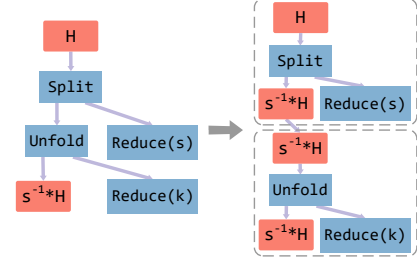 H
Split
Unfold
Reduce(s)
s⁻¹*H
Reduce(k)
H
Split
s⁻¹*H
Reduce(s)
s⁻¹*H
Unfold
s⁻¹*H
Reduce(k)